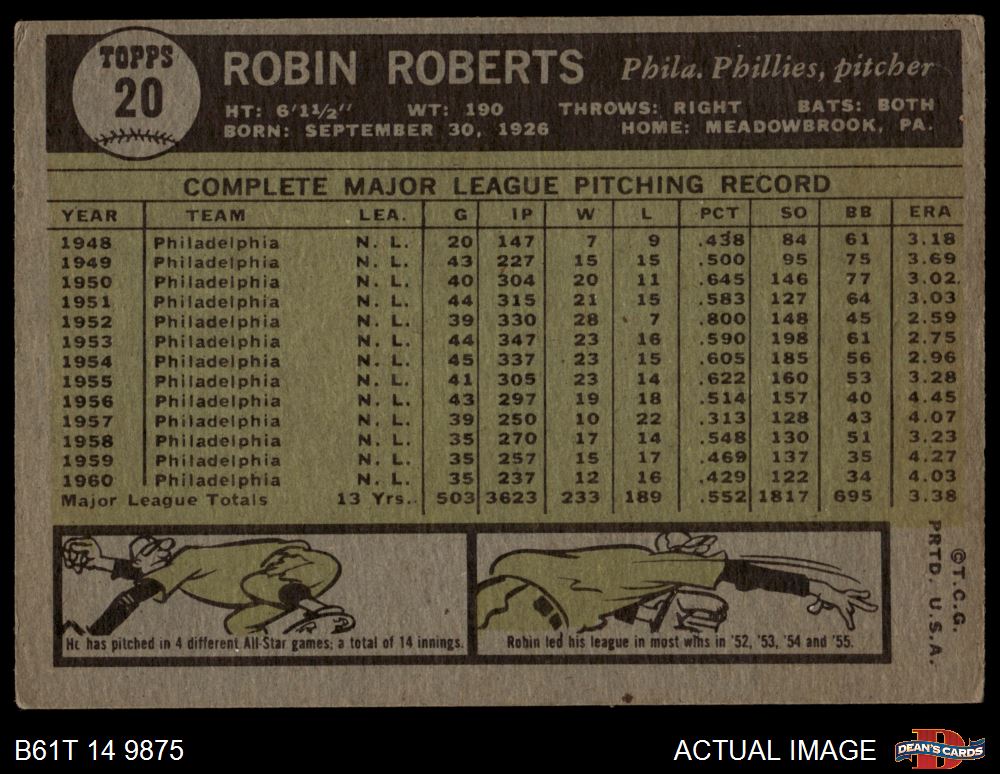 TOPPS
20
ROBIN ROBERTS Phila. Phillies, pitcher
HT: 6'11/2" WT: 190 THROWS: RIGHT BATS: BOTH
BORN: SEPTEMBER 30, 1926 HOME: MEADOWBROOK, PA.
COMPLETE MAJOR LEAGUE PITCHING RECORD
YEAR TEAM LEA. G IP W L PCT SO BB ERA
1948 Philadelphia N. L. 20 147 7 9 .438 84 61 3.18
1949 Philadelphia N. L. 43 227 15 15 .500 95 75 3.69
1950 Philadelphia N. L. 40 304 20 11 .645 146 77 3.02
1951 Philadelphia N. L. 44 315 21 15 .583 127 64 3.03
1952 Philadelphia N. L. 39 330 28 7 .800 148 45 2.59
1953 Philadelphia N. L. 44 347 23 16 .590 198 61 2.75
1954 Philadelphia N. L. 45 337 23 15 .605 185 56 2.96
1955 Philadelphia N. L. 41 305 23 14 .622 160 53 3.28
1956 Philadelphia N. L. 43 297 19 18 .514 157 40 4.45
1957 Philadelphia N. L. 39 250 10 22 .313 128 43 4.07
1958 Philadelphia N. L. 35 270 17 14 .548 130 51 3.23
1959 Philadelphia N. L. 35 257 15 17 .469 137 35 4.27
1960 Philadelphia N. L. 35 237 12 16 .429 122 34 4.03
Major League Totals 13 Yrs.. 503 3623 233 189 .552 1817 695 3.38
He has pitched in 4 different All-Star games; a total of 14 innings.
Robin led his league in most wins in '52, '53, '54 and '55.
©T.C.G.
PRTD. U.S.A.
B61T 14 9875
ACTUAL IMAGE
D
DEAN'S CARDS